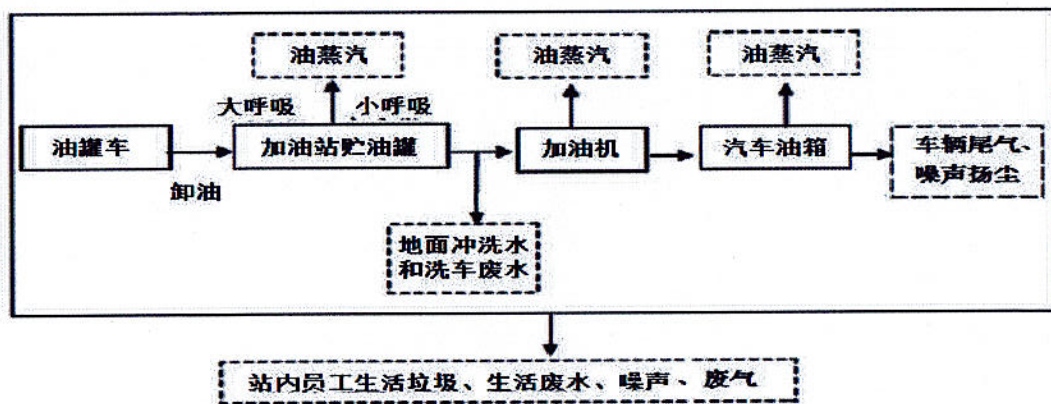 油蒸汽
油蒸汽
油蒸汽
大呼吸
小呼吸
油罐车
加油站贮油罐
加油机
汽车油箱
车辆尾气、
噪声扬尘
卸油
地面冲洗水
和洗车废水
站内员工生活垃圾、生活废水、噪声、废气